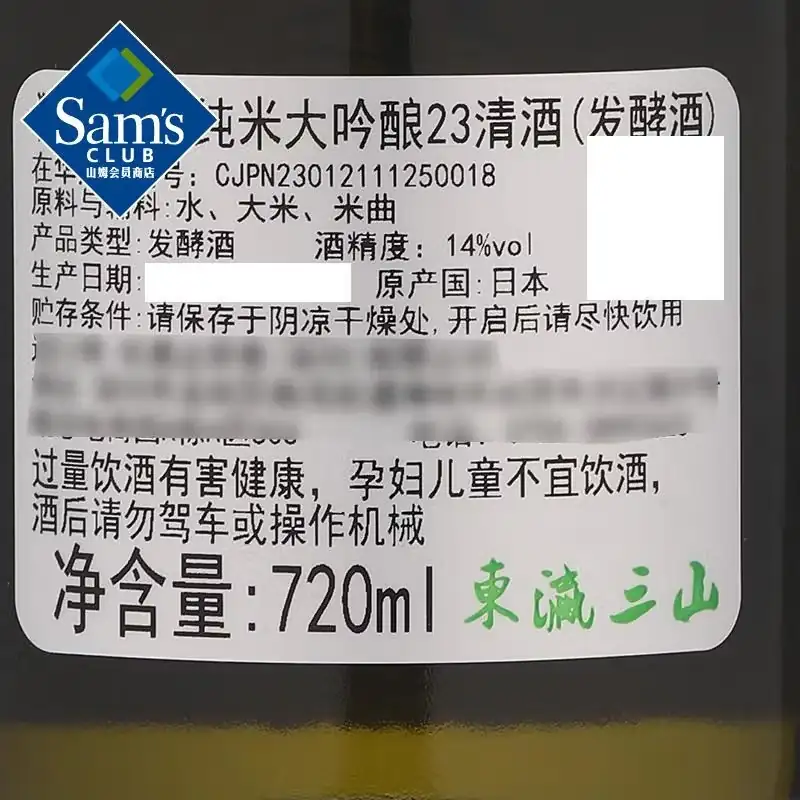 Sam's
CLUB
山姆会员商店
纯米大吟酿23清酒(发酵酒)
在华 号: CJPN23012111250018
原料与辅料:水、大米、米曲
产品类型:发酵酒 酒精度: 14%vol
生产日期: 原产国:日本
贮存条件:请保存于阴凉干燥处,开启后请尽快饮用
过量饮酒有害健康, 孕妇儿童不宜饮酒,
酒后请勿驾车或操作机械
净含量:720ml
東瀛三山